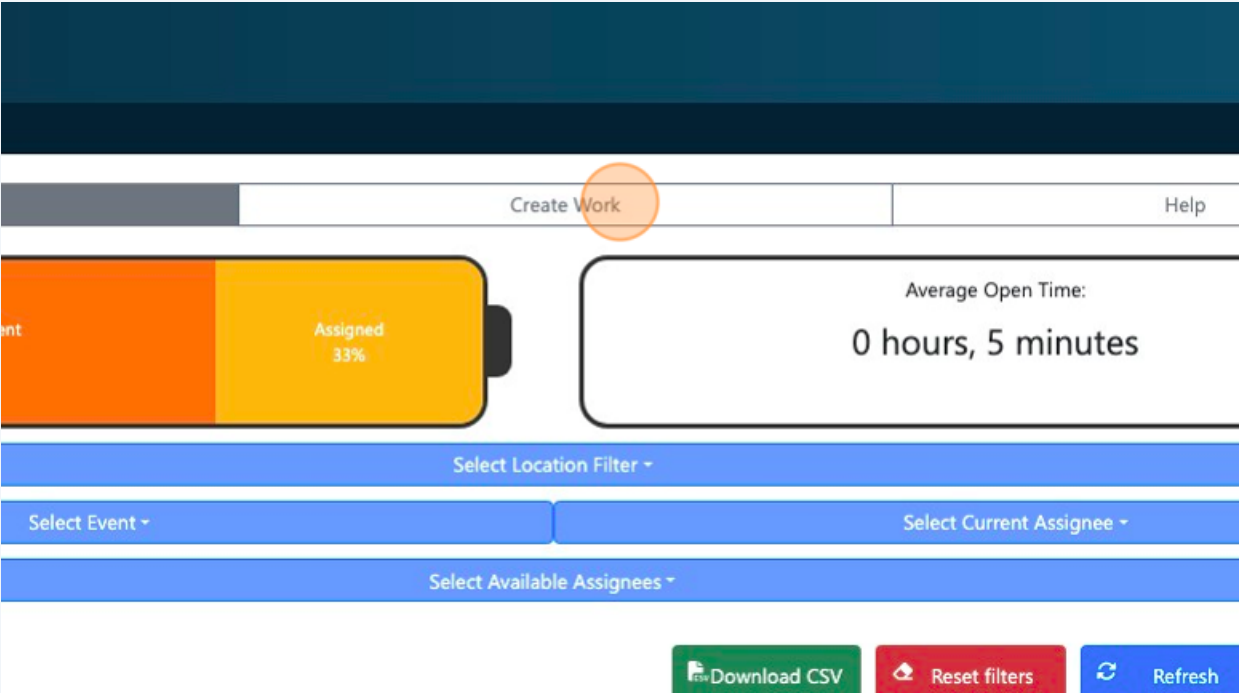 Create Work
Help
Average Open Time:
0 hours, 5 minutes
Assigned
33%
Select Location Filter
Select Event
Select Current Assignee
Select Available Assignees
Download CSV
Reset filters
Refresh